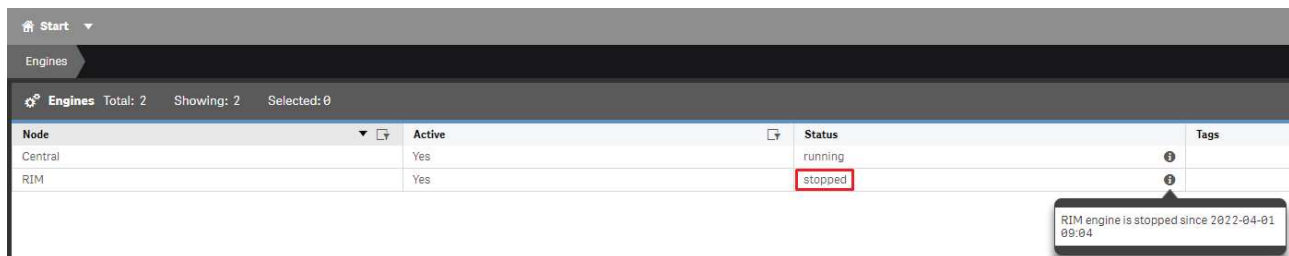 Start
Engines
Engines Total: 2 Showing: 2 Selected: 0
Node Active Status Tags
Central Yes running
RIM Yes stopped
RIM engine is stopped since 2022-04-01
09:04